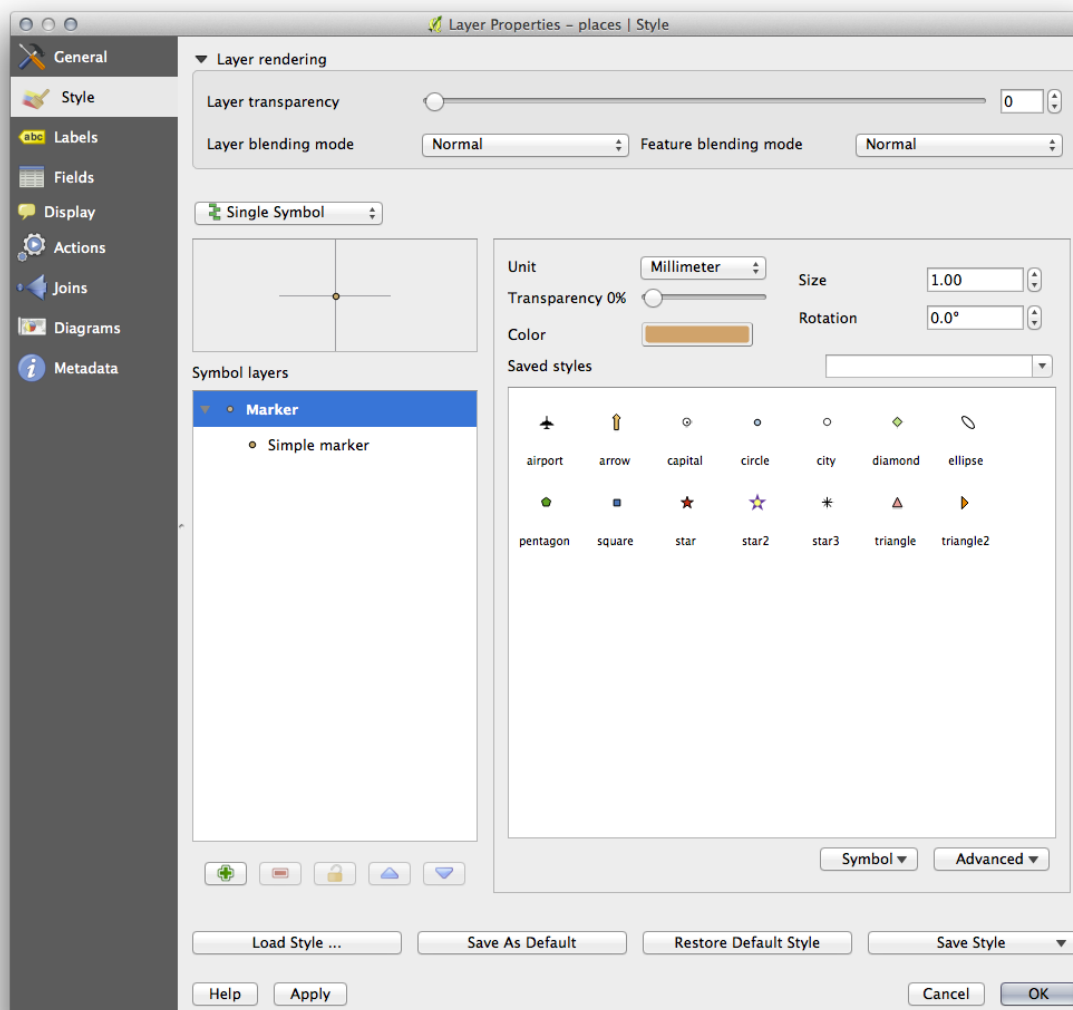 Layer Properties – places | Style
General
Style
abc Labels
Fields
Display
Actions
Joins
Diagrams
i Metadata
Layer rendering
Layer transparency 0
Layer blending mode Normal Feature blending mode Normal
Single Symbol
Unit Millimeter
Size 1.00
Transparency 0%
Rotation 0.0°
Color
Saved styles
Symbol layers
Marker
Simple marker
airport arrow capital circle city diamond ellipse
pentagon square star star2 star3 triangle triangle2
Symbol Advanced
Load Style ... Save As Default Restore Default Style Save Style
Help Apply Cancel OK